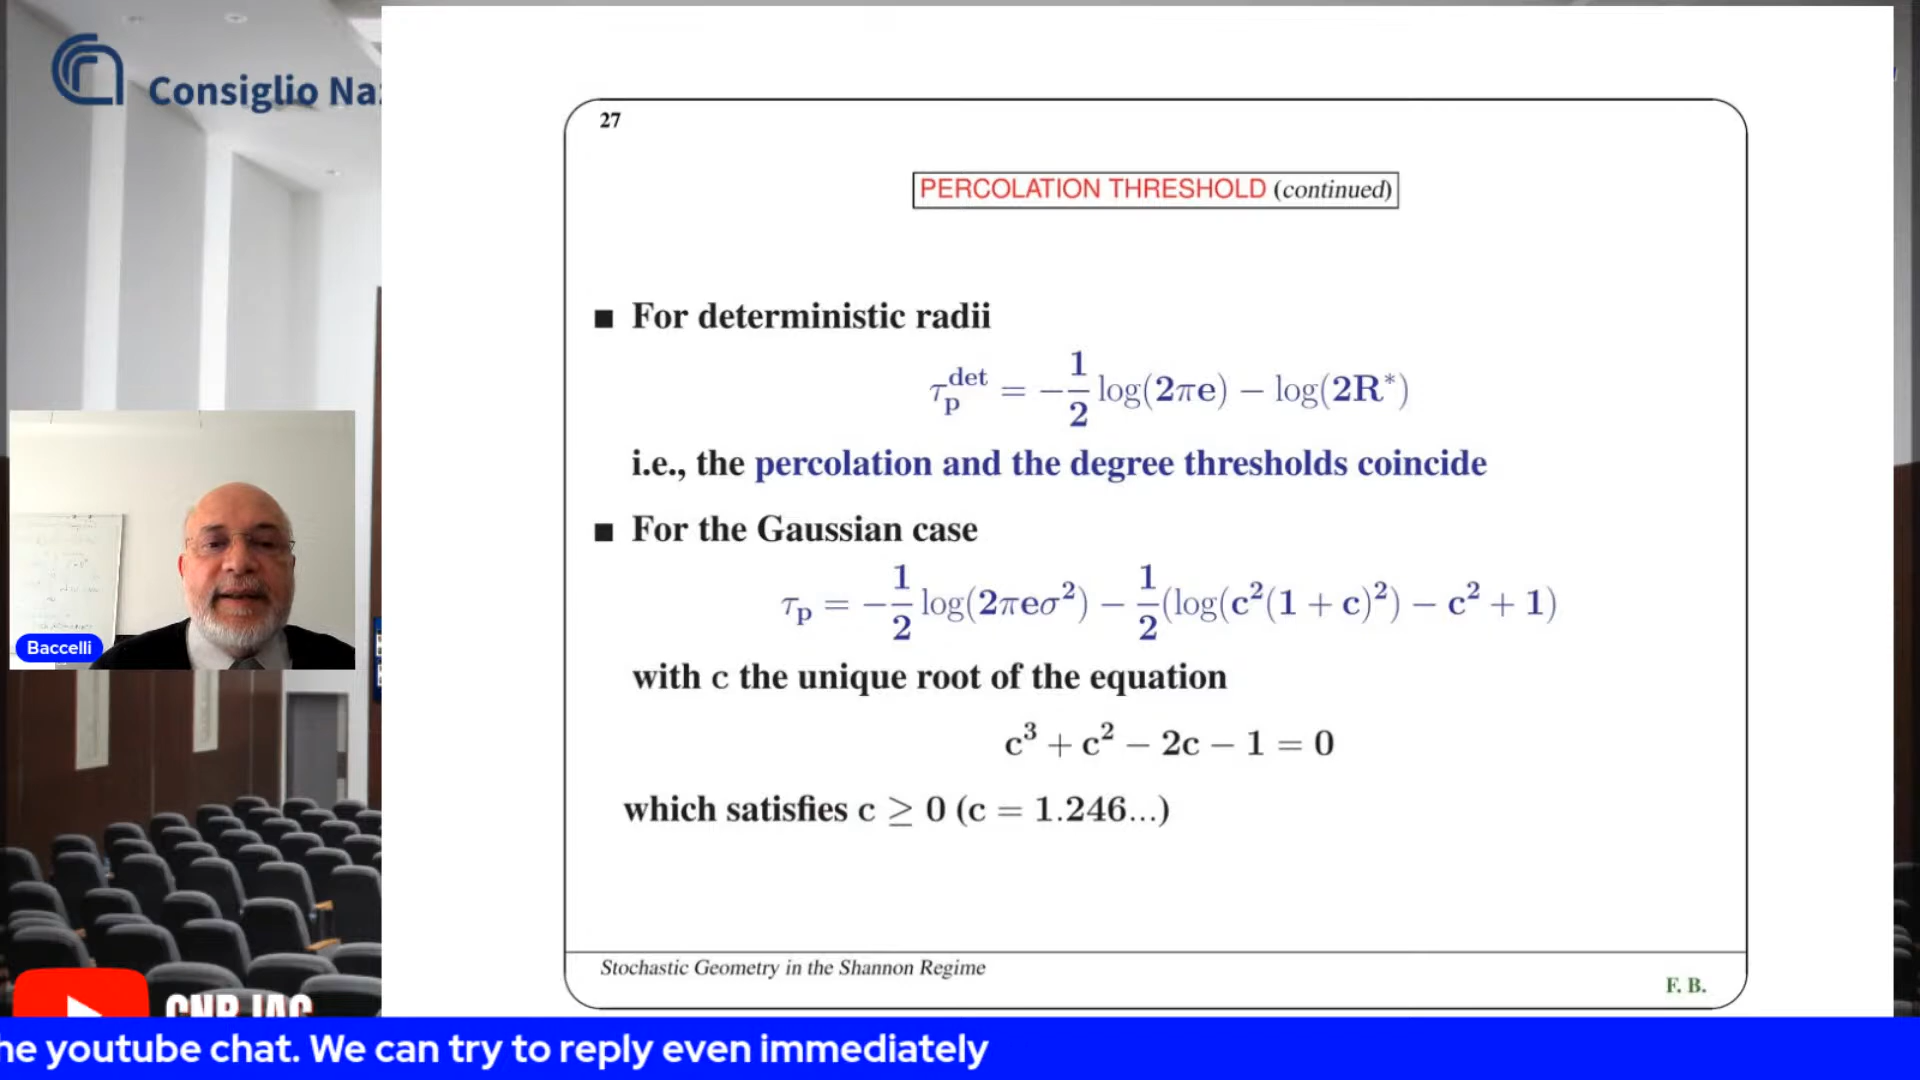 Consiglio Na
27
PERCOLATION THRESHOLD (continued)
■ For deterministic radii
τ_p^det = −1/2 log(2πe) − log(2R*)
i.e., the percolation and the degree thresholds coincide
■ For the Gaussian case
τ_p = −1/2 log(2πeσ²) − 1/2(log(c²(1 + c)²) − c² + 1)
with c the unique root of the equation
c³ + c² − 2c − 1 = 0
which satisfies c ≥ 0 (c = 1.246...)
Stochastic Geometry in the Shannon Regime
F. B.
Baccelli
CNR IAC
he youtube chat. We can try to reply even immediately